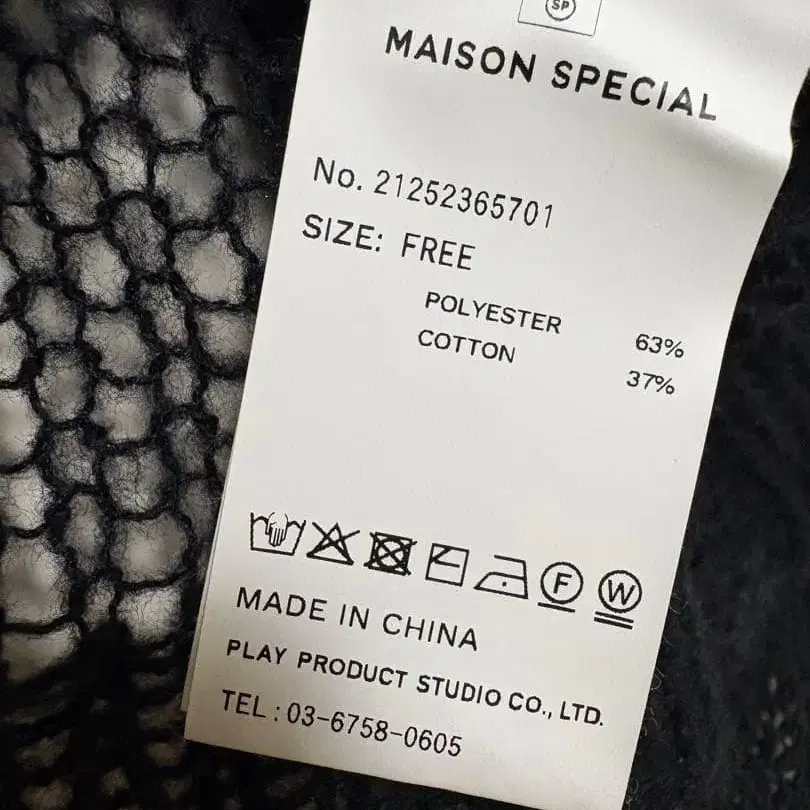 SP
MAISON SPECIAL
No. 21252365701
SIZE: FREE
POLYESTER 63%
COTTON 37%
F W
MADE IN CHINA
PLAY PRODUCT STUDIO CO., LTD.
TEL : 03-6758-0605